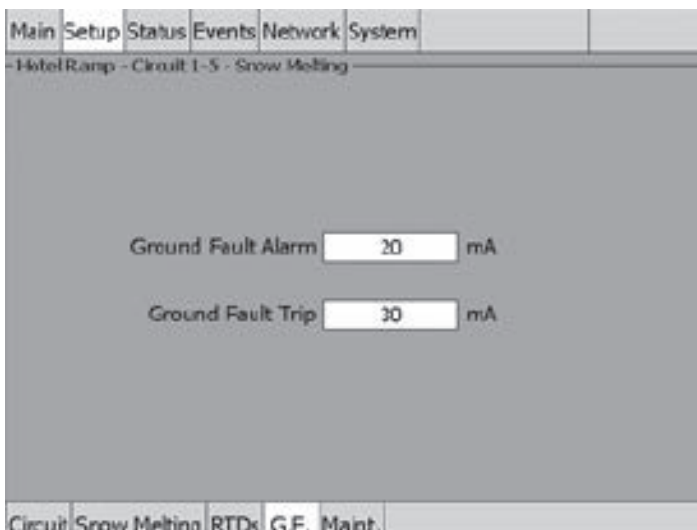 Main Setup Status Events Network System
Hotel Ramp - Circuit 1-5 - Snow Melting
Ground Fault Alarm 20 mA
Ground Fault Trip 30 mA
Circuit Snow Melting RTDs G.F. Maint.